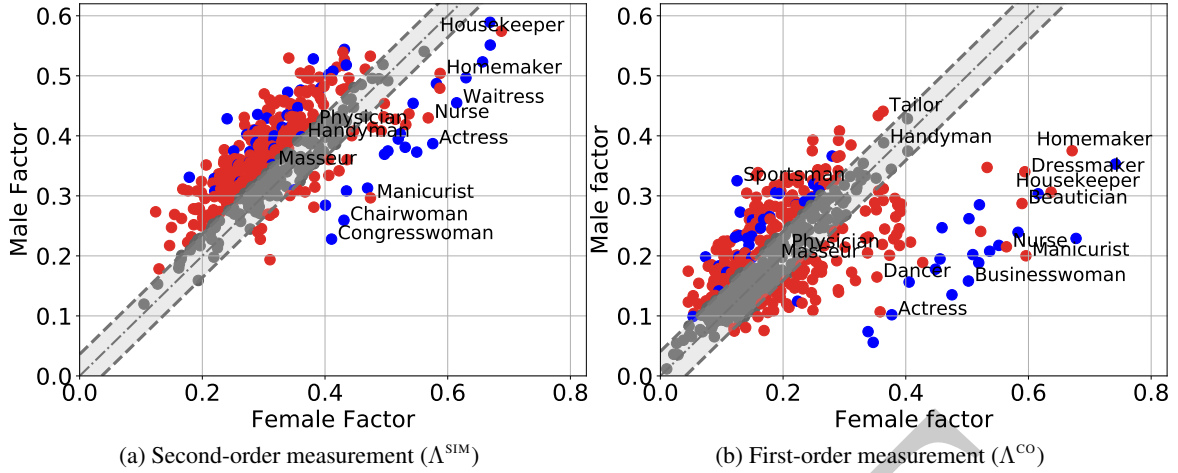 0.6
0.5
0.4
0.3
0.2
0.1
0.0
Male Factor
Housekeeper
Homemaker
Waitress
Nurse
Physician
Handyman
Actress
Masseur
Manicurist
Chairwoman
Congresswoman
0.0 0.2 0.4 0.6 0.8
Female Factor
(a) Second-order measurement (Λ^SIM)
0.6
0.5
0.4
0.3
0.2
0.1
0.0
Male factor
Tailor
Handyman
Homemaker
Dressmaker
Sportsman
Housekeeper
Beautician
Physician
Nurse
Masseur
Manicurist
Dancer
Businesswoman
Actress
0.0 0.2 0.4 0.6 0.8
Female factor
(b) First-order measurement (Λ^CO)